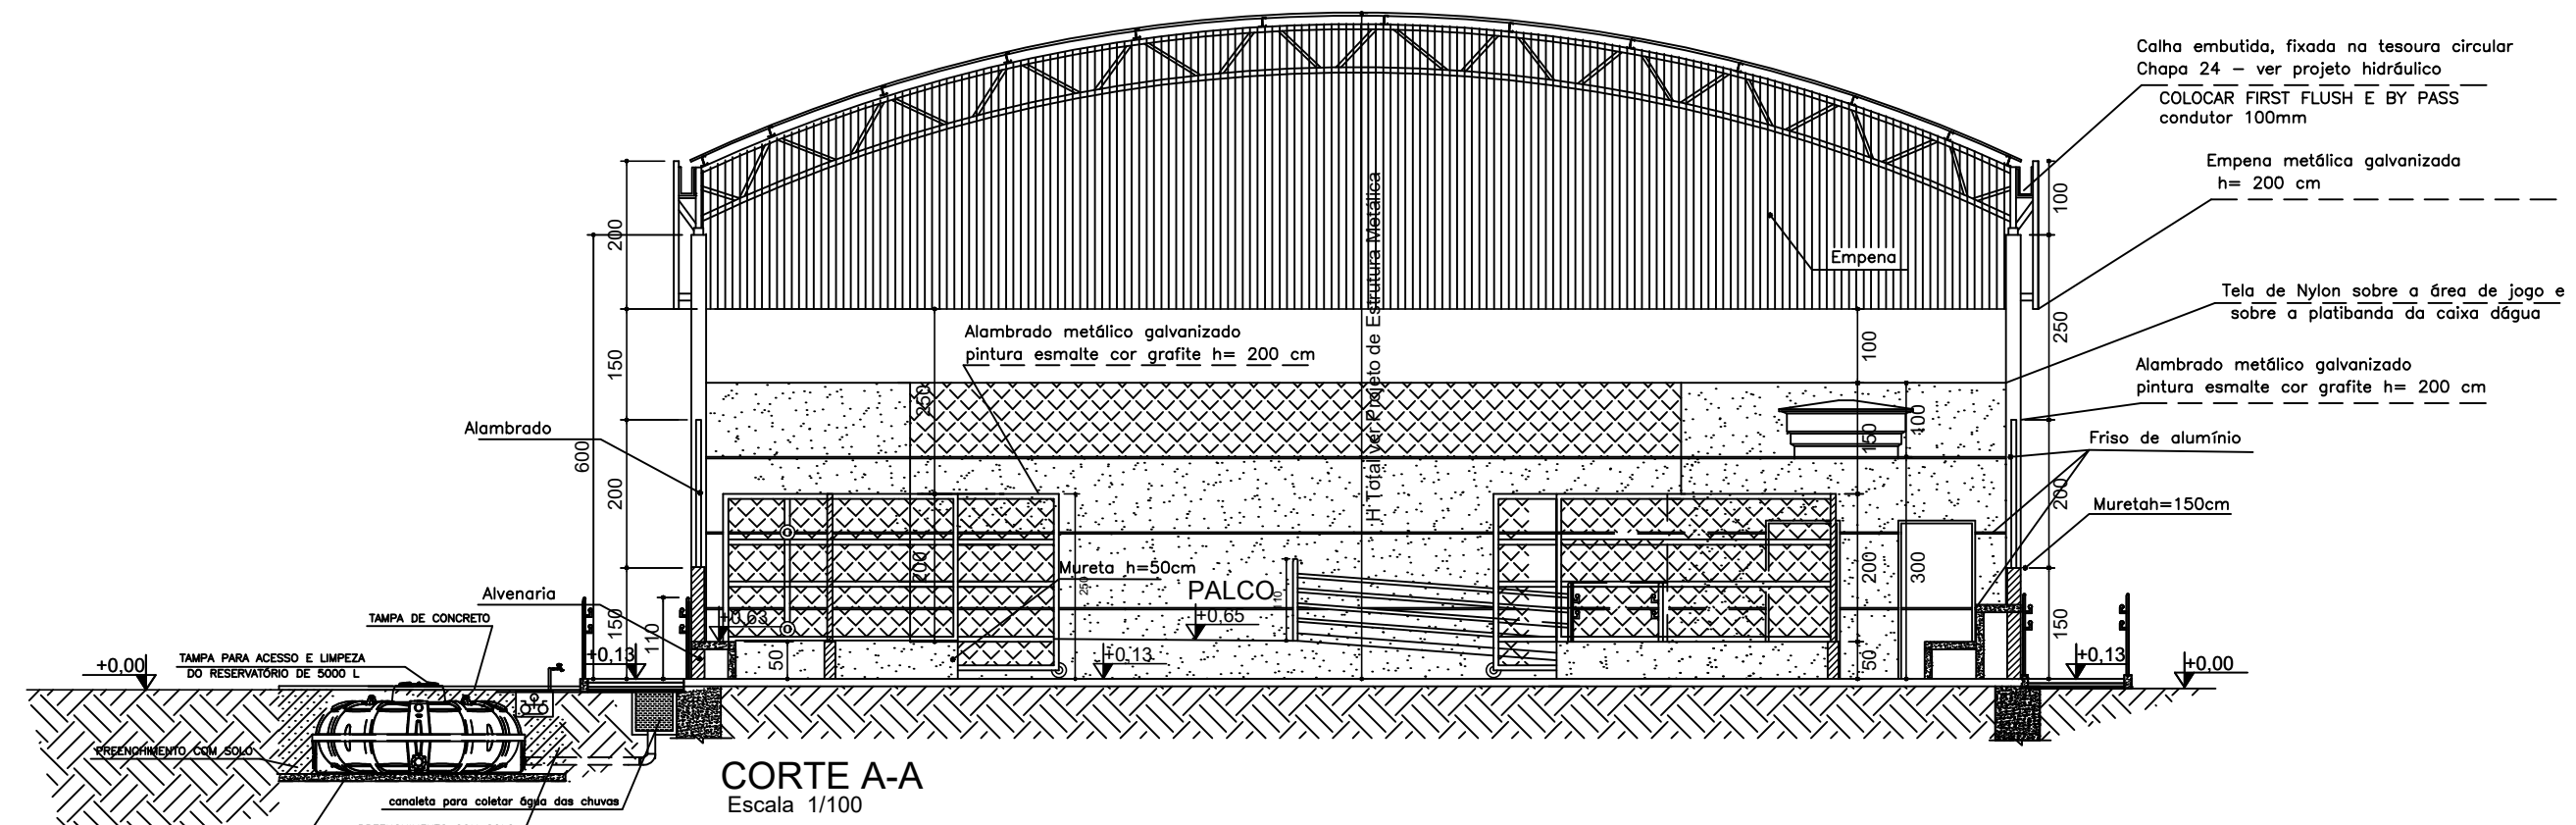 Calha embutida, fixada na tesoura circular
Chapa 24 – ver projeto hidráulico
COLOCAR FIRST FLUSH E BY PASS
condutor 100mm
Empena metálica galvanizada
h= 200 cm
Tela de Nylon sobre a área de jogo e
sobre a platibanda da caixa dágua
Alambrado metálico galvanizado
pintura esmalte cor grafite h= 200 cm
Friso de alumínio
Muretah=150cm
100
250
200
150
+0,13
+0,00
Empena
H Total ver Projeto de Estrutura Metálica
Alambrado metálico galvanizado
pintura esmalte cor grafite h= 200 cm
200
150
600
200
150
110
Alambrado
Alvenaria
250
200
50
250
Mureta h=50cm
PALCO
+0,65
110
+0,63
+0,13
+0,13
100
150
100
200
300
50
TAMPA DE CONCRETO
TAMPA PARA ACESSO E LIMPEZA
DO RESERVATÓRIO DE 5000 L
+0,00
PREENCHIMENTO COM SOLO
canaleta para coletar água das chuvas
CORTE A-A
Escala 1/100